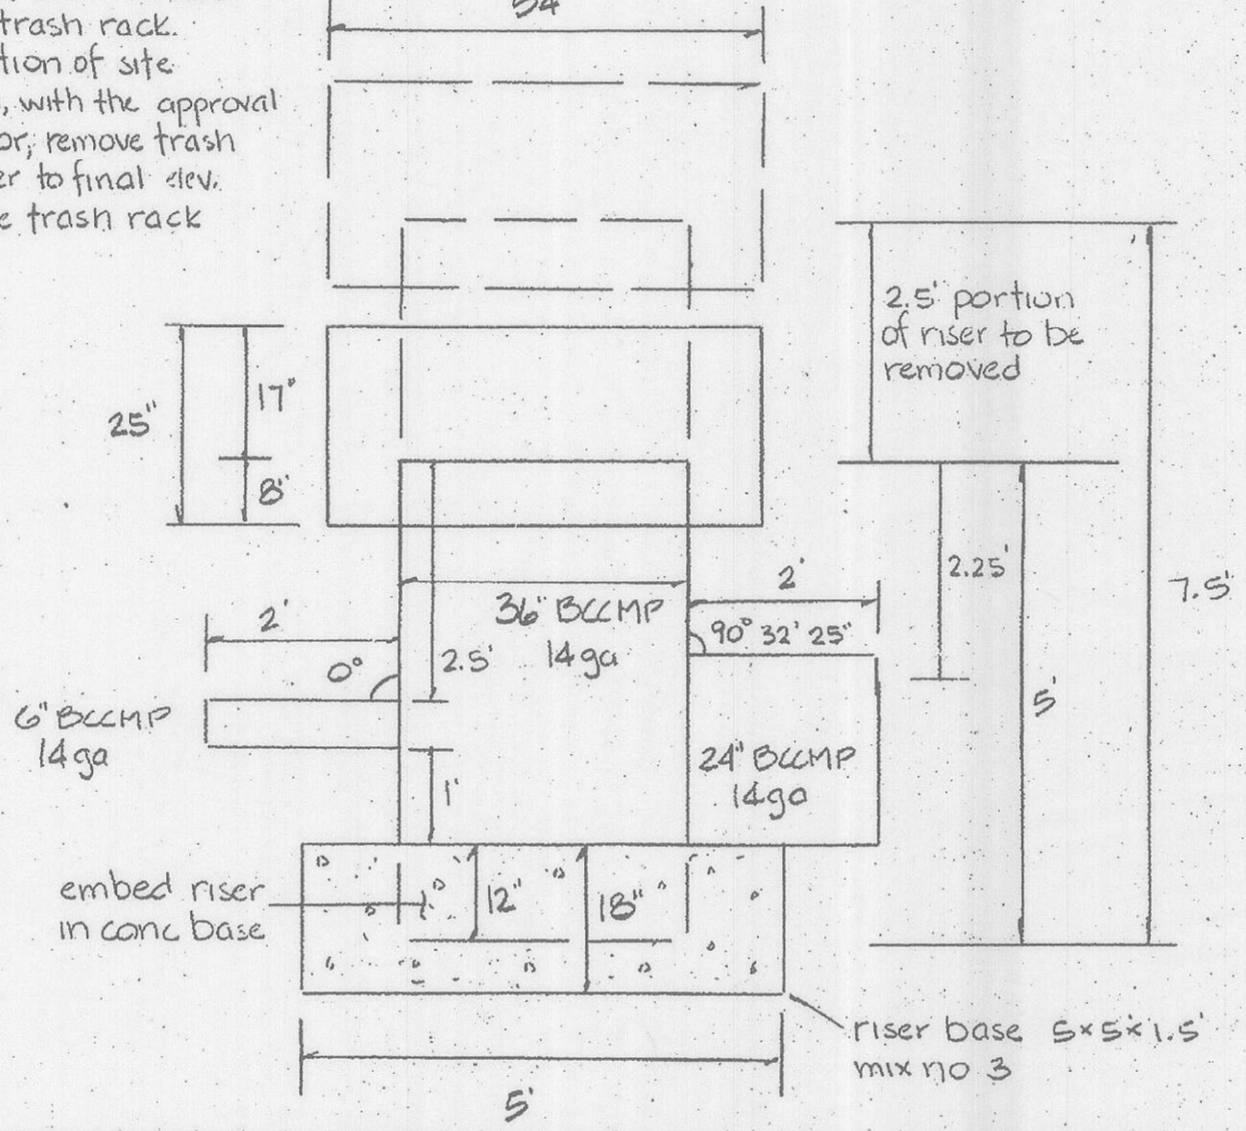 54
trash rack.
tion of site
, with the approval
or, remove trash
er to final elev.
e trash rack
2.5' portion
of riser to be
removed
17"
25"
8"
2.25'
7.5'
2'
2'
36" BCCMP
14ga
90° 32' 25"
0°
2.5'
5'
6" BCCMP
14ga
24" BCCMP
14ga
1'
embed riser
in conc base
12"
18"
riser base 5x5x1.5'
mix no 3
5'